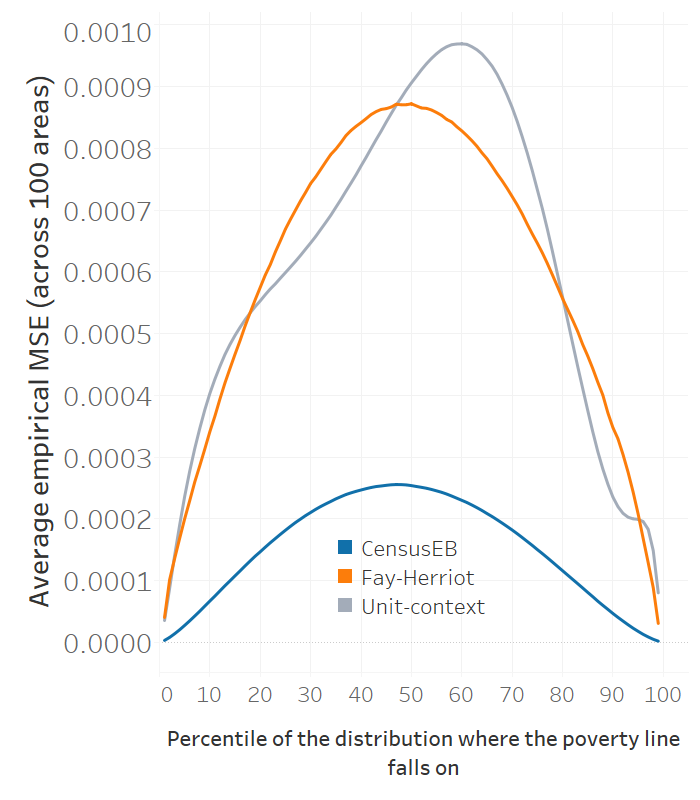 Average empirical MSE (across 100 areas)
0.0010
0.0009
0.0008
0.0007
0.0006
0.0005
0.0004
0.0003
0.0002
0.0001
0.0000
CensusEB
Fay-Herriot
Unit-context
0 10 20 30 40 50 60 70 80 90 100
Percentile of the distribution where the poverty line
falls on